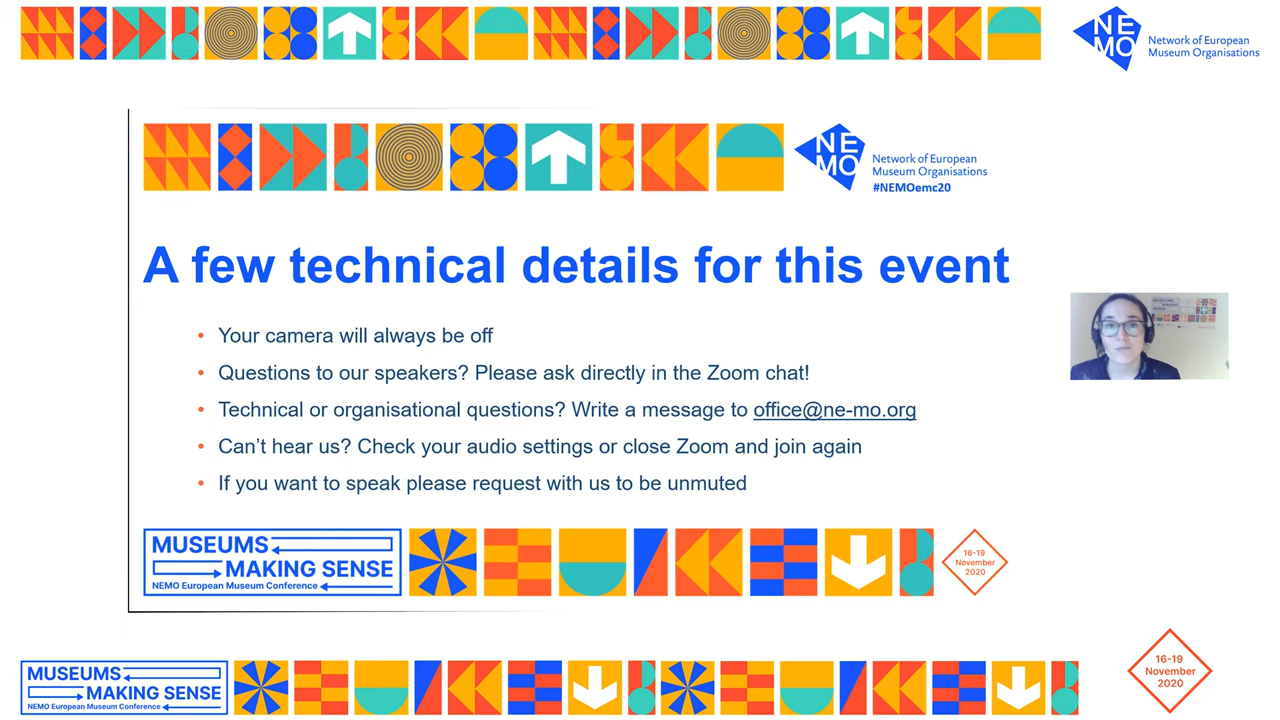 NE
MO
Network of European
Museum Organisations
NE
MO
Network of European
Museum Organisations
#NEMOemc20
A few technical details for this event
• Your camera will always be off
• Questions to our speakers? Please ask directly in the Zoom chat!
• Technical or organisational questions? Write a message to office@ne-mo.org
• Can’t hear us? Check your audio settings or close Zoom and join again
• If you want to speak please request with us to be unmuted
MUSEUMS
MAKING SENSE
NEMO European Museum Conference
16-19
November
2020
MUSEUMS
MAKING SENSE
NEMO European Museum Conference
16-19
November
2020